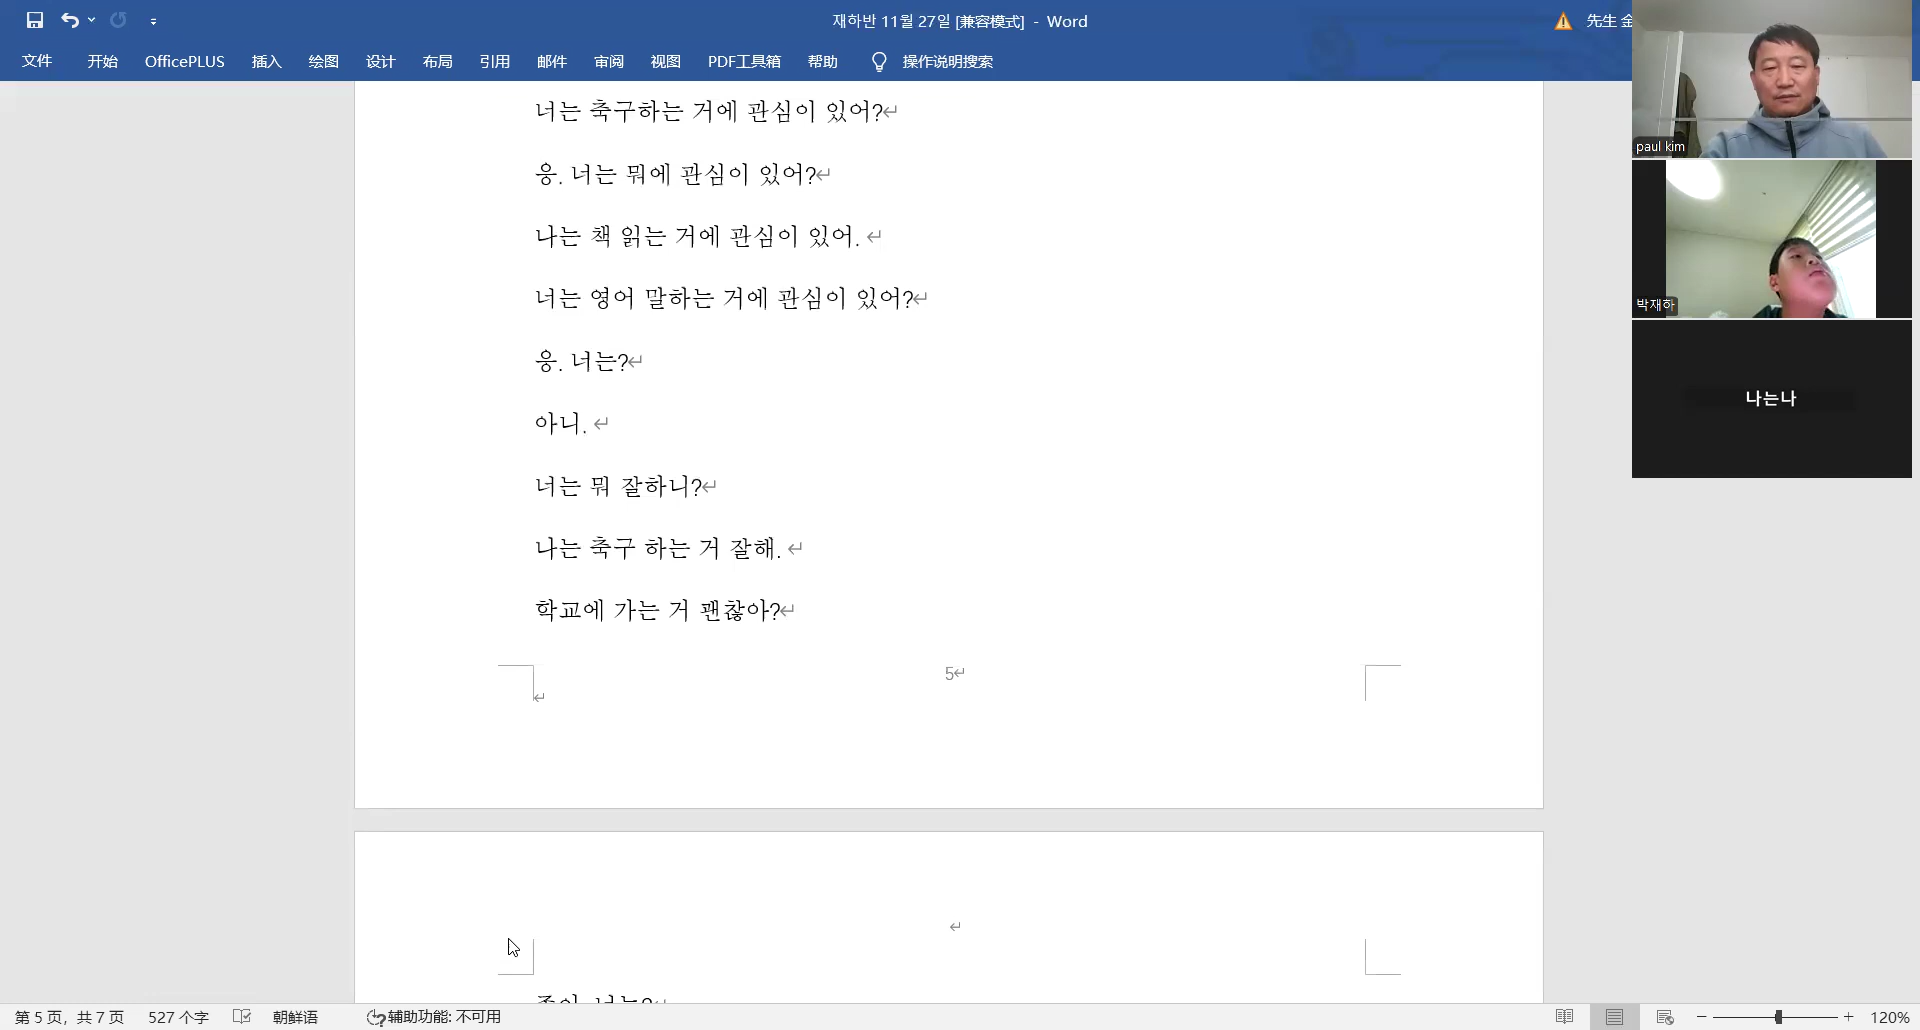 재하반 11월 27일 [兼容模式] - Word
先生 金
文件 开始 OfficePLUS 插入 绘图 设计 布局 引用 邮件 审阅 视图 PDF工具箱 帮助 操作说明搜索
너는 축구하는 거에 관심이 있어?
응. 너는 뭐에 관심이 있어?
나는 책 읽는 거에 관심이 있어.
너는 영어 말하는 거에 관심이 있어?
응. 너는?
아니.
너는 뭐 잘하니?
나는 축구 하는 거 잘해.
학교에 가는 거 괜찮아?
5
paul kim
박재하
나는나
第 5 页，共 7 页 527 个字 朝鲜语 辅助功能: 不可用 120%